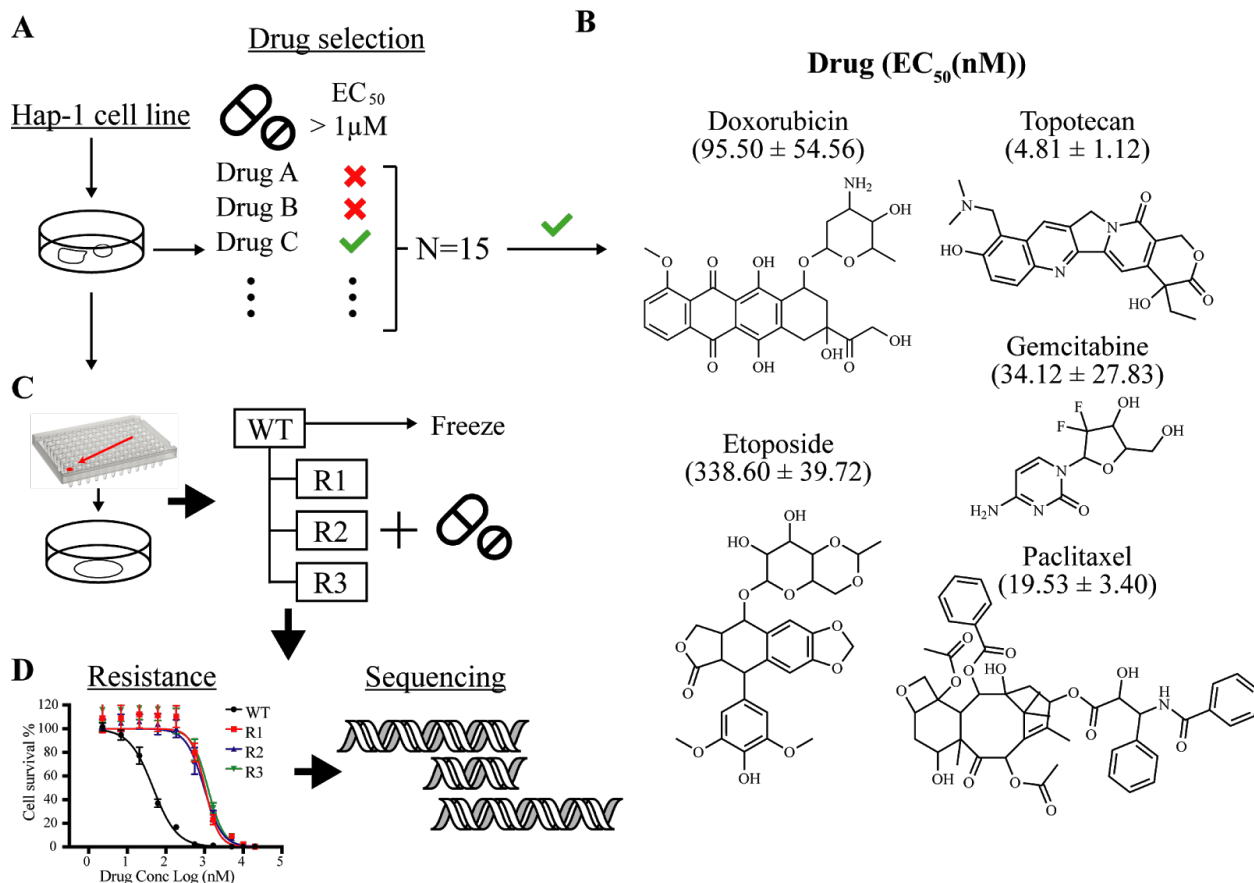 A
Drug selection
Hap-1 cell line
EC50
> 1µM
Drug A
Drug B
Drug C
N=15
B
Drug (EC50(nM))
Doxorubicin
(95.50 ± 54.56)
NH2
OH
O
O
O
O
OH
O
OH
O
OH
OH
O
OH
Topotecan
(4.81 ± 1.12)
N
HO
N
N
O
O
HO
O
Gemcitabine
(34.12 ± 27.83)
F
F
OH
OH
O
N
H2N
N
O
Etoposide
(338.60 ± 39.72)
OH
HO
O
O
O
O
O
O
O
O
O
O
O
OH
Paclitaxel
(19.53 ± 3.40)
O
O
O
O
O
HO
O
OH
O
O
NH
O
OH
O
O
O
C
WT
Freeze
R1
R2
R3
D
Resistance
Sequencing
120
100
80
60
40
20
0
Cell survival %
WT
R1
R2
R3
0
1
2
3
4
5
Drug Conc Log (nM)